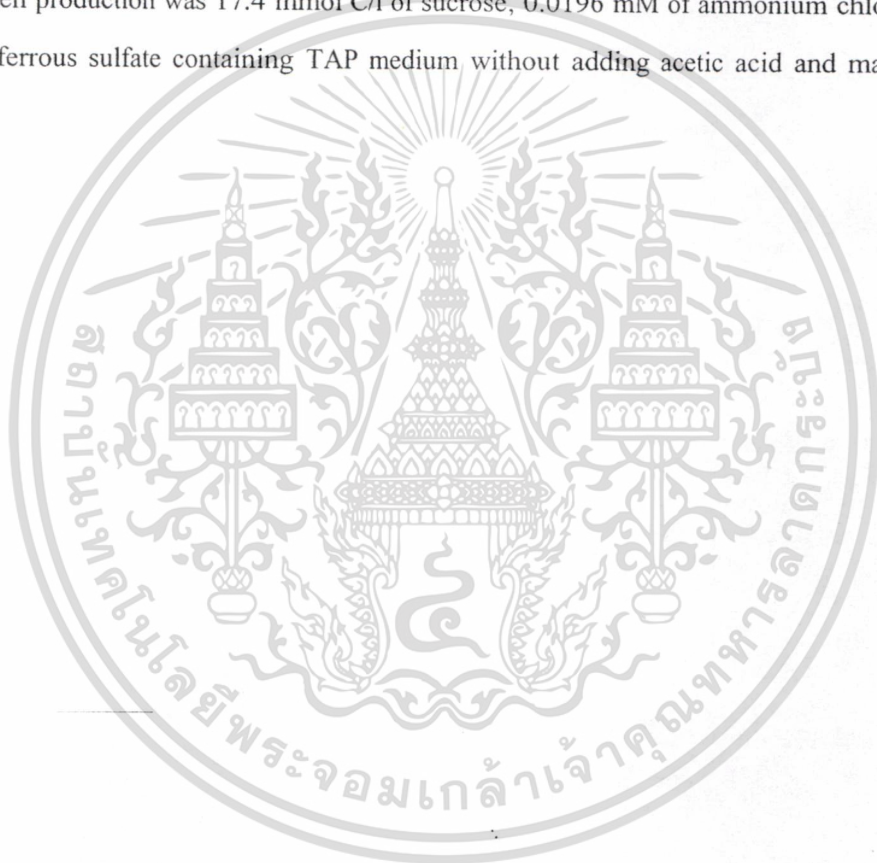 en production was 17.4 mmol C/l of sucrose, 0.0196 mM of ammonium chlo
ferrous sulfate containing TAP medium without adding acetic acid and ma
สถาบันเทคโนโลยีพระจอมเกล้าเจ้าคุณทหารลาดกระบัง
๔